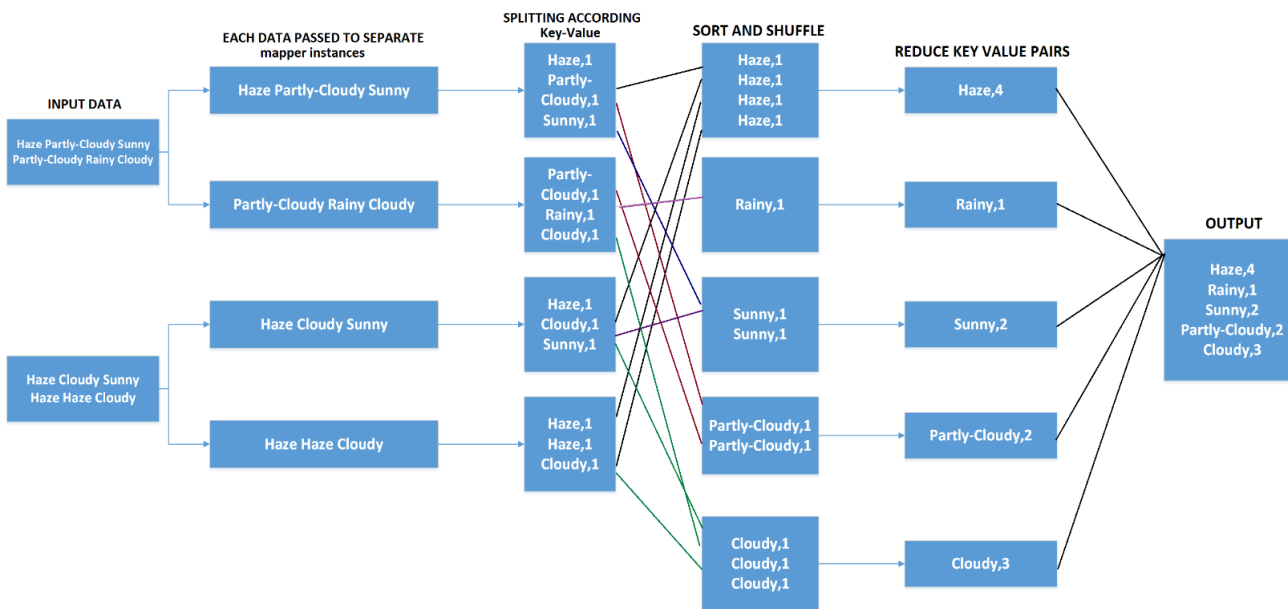 INPUT DATA
Haze Partly-Cloudy Sunny
Partly-Cloudy Rainy Cloudy
Haze Cloudy Sunny
Haze Haze Cloudy
EACH DATA PASSED TO SEPARATE
mapper instances
Haze Partly-Cloudy Sunny
Partly-Cloudy Rainy Cloudy
Haze Cloudy Sunny
Haze Haze Cloudy
SPLITTING ACCORDING
Key-Value
Haze,1
Partly-
Cloudy,1
Sunny,1
Partly-
Cloudy,1
Rainy,1
Cloudy,1
Haze,1
Cloudy,1
Sunny,1
Haze,1
Haze,1
Cloudy,1
SORT AND SHUFFLE
Haze,1
Haze,1
Haze,1
Haze,1
Rainy,1
Sunny,1
Sunny,1
Partly-Cloudy,1
Partly-Cloudy,1
Cloudy,1
Cloudy,1
Cloudy,1
REDUCE KEY VALUE PAIRS
Haze,4
Rainy,1
Sunny,2
Partly-Cloudy,2
Cloudy,3
OUTPUT
Haze,4
Rainy,1
Sunny,2
Partly-Cloudy,2
Cloudy,3